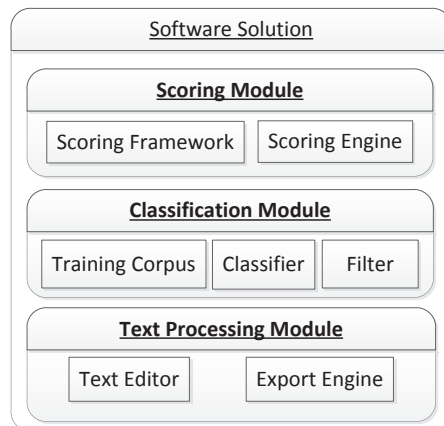 Software Solution
Scoring Module
Scoring Framework Scoring Engine
Classification Module
Training Corpus Classifier Filter
Text Processing Module
Text Editor Export Engine